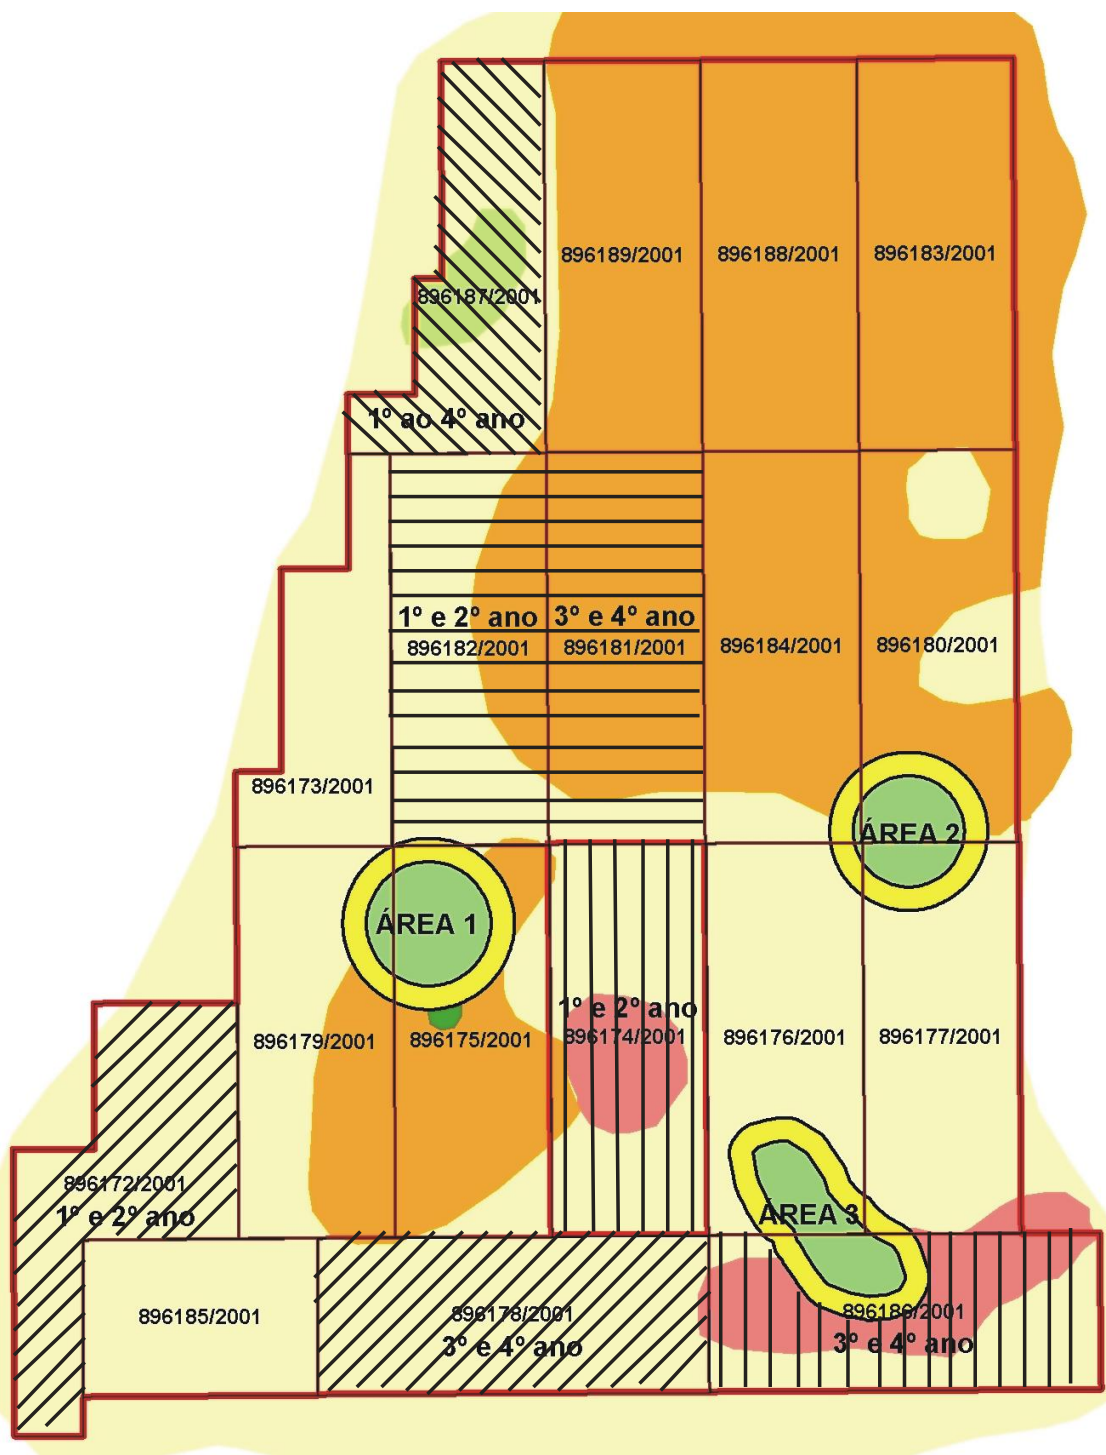 896189/2001
896188/2001
896183/2001
896187/2001
1º ao 4º ano
1º e 2º ano
3º e 4º ano
896182/2001
896181/2001
896184/2001
896180/2001
896173/2001
ÁREA 2
ÁREA 1
1º e 2º ano
896179/2001
896175/2001
896174/2001
896176/2001
896177/2001
896172/2001
1º e 2º ano
ÁREA 3
896185/2001
896178/2001
896186/2001
3º e 4º ano
3º e 4º ano